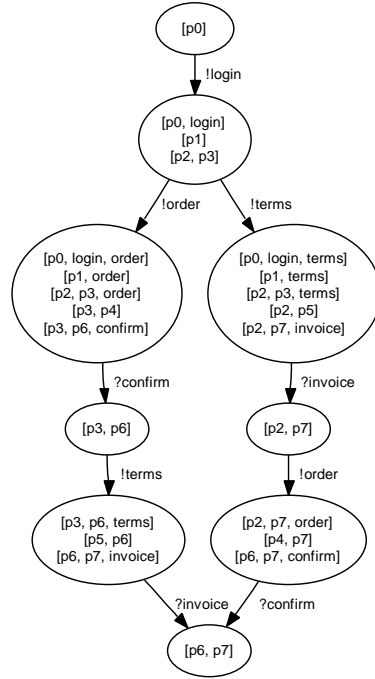 [p0]
!login
[p0, login]
[p1]
[p2, p3]
!order
!terms
[p0, login, order]
[p1, order]
[p2, p3, order]
[p3, p4]
[p3, p6, confirm]
[p0, login, terms]
[p1, terms]
[p2, p3, terms]
[p2, p5]
[p2, p7, invoice]
?confirm
?invoice
[p3, p6]
[p2, p7]
!terms
!order
[p3, p6, terms]
[p5, p6]
[p6, p7, invoice]
[p2, p7, order]
[p4, p7]
[p6, p7, confirm]
?invoice
?confirm
[p6, p7]